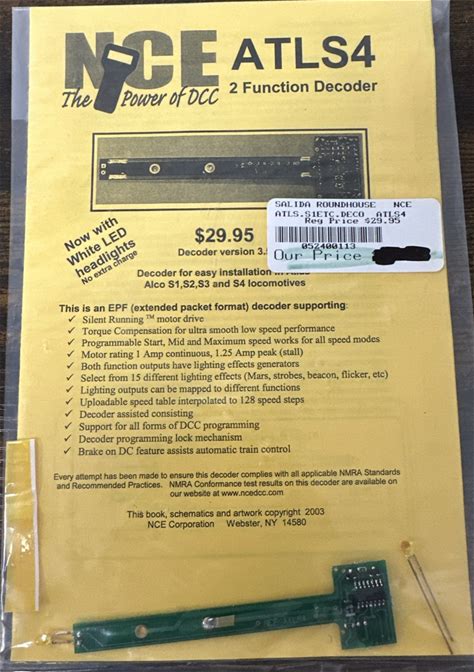 NCE ATLS4
The Power of DCC
2 Function Decoder
SALIDA ROUNDHOUSE NCE
ATLS.S1ETC.DECO ATLS4
Reg Price $29.95
052400113
Our Price
Now with
White LED
headlights
No extra charge
$29.95
Decoder version 3.
Decoder for easy installation
Alco S1,S2,S3 and S4 locomotives
This is an EPF (extended packet format) decoder supporting:
✓ Silent Running ™ motor drive
✓ Torque Compensation for ultra smooth low speed performance
✓ Programmable Start, Mid and Maximum speed works for all speed modes
✓ Motor rating 1 Amp continuous, 1.25 Amp peak (stall)
✓ Both function outputs have lighting effects generators
✓ Select from 15 different lighting effects (Mars, strobes, beacon, flicker, etc)
✓ Lighting outputs can be mapped to different functions
✓ Uploadable speed table interpolated to 128 speed steps
✓ Decoder assisted consisting
✓ Support for all forms of DCC programming
✓ Decoder programming lock mechanism
✓ Brake on DC feature assists automatic train control
Every attempt has been made to ensure this decoder complies with all applicable NMRA Standards
and Recommended Practices. NMRA Conformance test results on this decoder are available on
our website at www.ncedcc.com
This book, schematics and artwork copyright 2003
NCE Corporation Webster, NY 14580